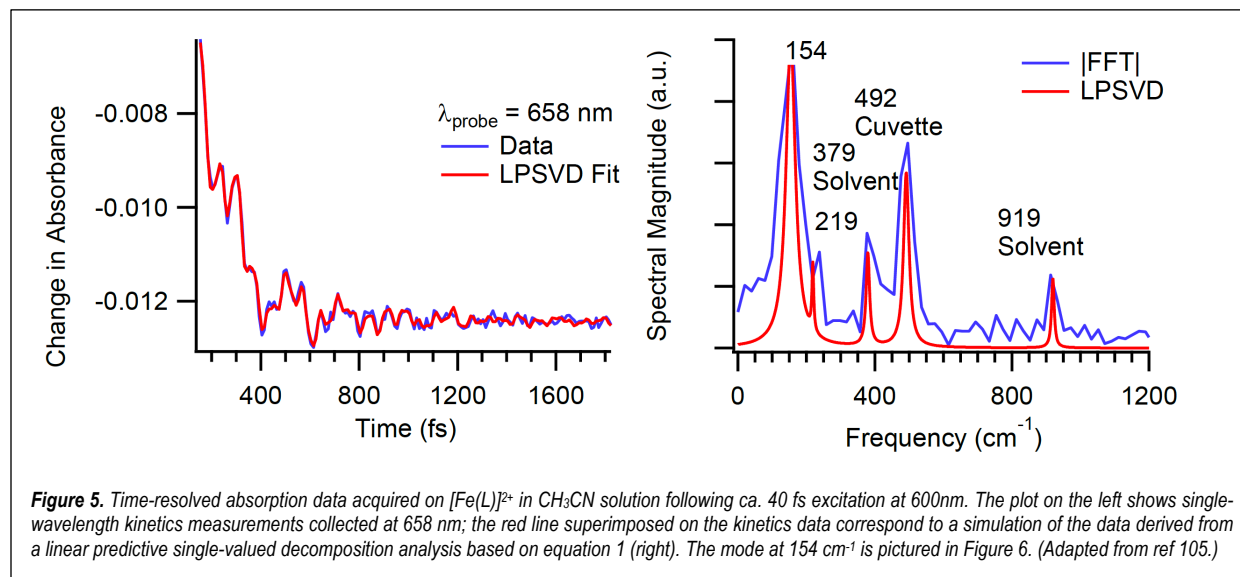 -0.008
-0.010
-0.012
Change in Absorbance
λprobe = 658 nm
Data
LPSVD Fit
400
800
1200
1600
Time (fs)
Spectral Magnitude (a.u.)
154
|FFT|
LPSVD
492
Cuvette
379
Solvent
219
919
Solvent
0
400
800
1200
Frequency (cm⁻¹)
Figure 5. Time-resolved absorption data acquired on [Fe(L)]²⁺ in CH₃CN solution following ca. 40 fs excitation at 600nm. The plot on the left shows single-
wavelength kinetics measurements collected at 658 nm; the red line superimposed on the kinetics data correspond to a simulation of the data derived from
a linear predictive single-valued decomposition analysis based on equation 1 (right). The mode at 154 cm⁻¹ is pictured in Figure 6. (Adapted from ref 105.)